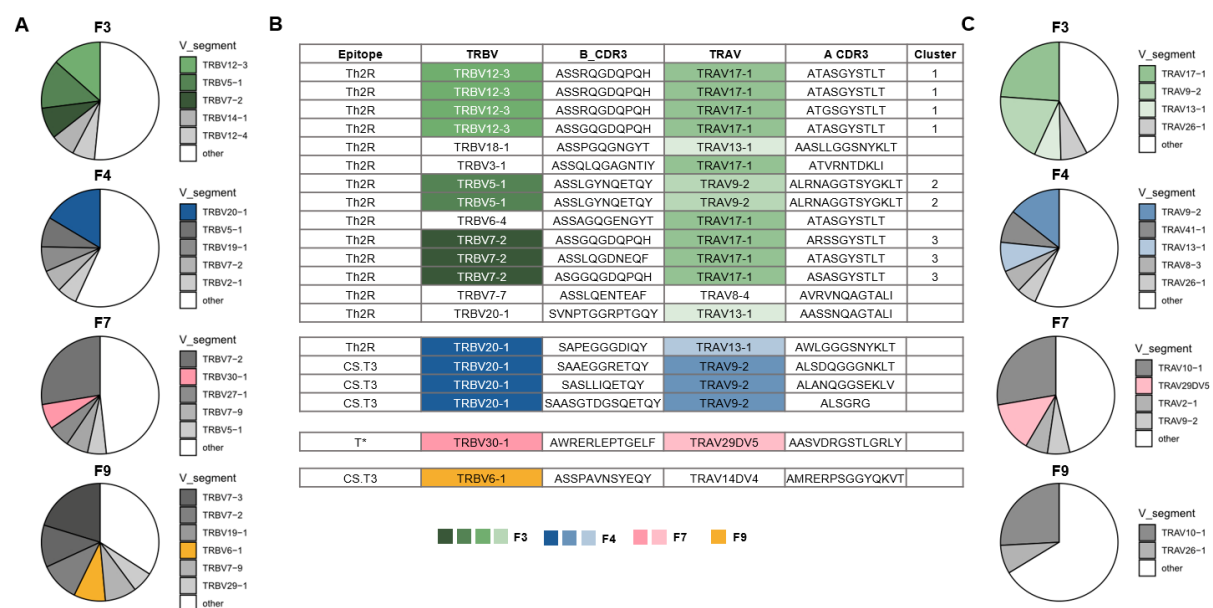 A
F3
V_segment
TRBV12-3
TRBV5-1
TRBV7-2
TRBV14-1
TRBV12-4
other
F4
V_segment
TRBV20-1
TRBV5-1
TRBV19-1
TRBV7-2
TRBV2-1
other
F7
V_segment
TRBV7-2
TRBV30-1
TRBV27-1
TRBV7-9
TRBV5-1
other
F9
V_segment
TRBV7-3
TRBV7-2
TRBV19-1
TRBV6-1
TRBV7-9
TRBV29-1
other
B
Epitope TRBV B_CDR3 TRAV A CDR3 Cluster
Th2R TRBV12-3 ASSRQGDQPQH TRAV17-1 ATASGYSTLT 1
Th2R TRBV12-3 ASSRQGDQPQH TRAV17-1 ATASGYSTLT 1
Th2R TRBV12-3 ASSRQGDQPQH TRAV17-1 ATGSGYSTLT 1
Th2R TRBV12-3 ASSGQGDQPQH TRAV17-1 ATASGYSTLT 1
Th2R TRBV18-1 ASSPGQGNGYT TRAV13-1 AASLLGGSNYKLT
Th2R TRBV3-1 ASSQLQGAGNTIY TRAV17-1 ATVRNTDKLI
Th2R TRBV5-1 ASSLGYNQETQY TRAV9-2 ALRNAGGTSYGKLT 2
Th2R TRBV5-1 ASSLGYNQETQY TRAV9-2 ALRNAGGTSYGKLT 2
Th2R TRBV6-4 ASSAGQGENGYT TRAV17-1 ATASGYSTLT
Th2R TRBV7-2 ASSGQGDQPQH TRAV17-1 ARSSGYSTLT 3
Th2R TRBV7-2 ASSLQGDNEQF TRAV17-1 ATASGYSTLT 3
Th2R TRBV7-2 ASGGQGDQPQH TRAV17-1 ASASGYSTLT 3
Th2R TRBV7-7 ASSLQENTEAF TRAV8-4 AVRVNQAGTALI
Th2R TRBV20-1 SVNPTGGRPTGQY TRAV13-1 AASSNQAGTALI
Th2R TRBV20-1 SAPEGGGDIQY TRAV13-1 AWLGGGSNYKLT
CS.T3 TRBV20-1 SAAEGGRETQY TRAV9-2 ALSDQGGGNKLT
CS.T3 TRBV20-1 SASLLIQETQY TRAV9-2 ALANQGGSEKLV
CS.T3 TRBV20-1 SAASGTDGSQETQY TRAV9-2 ALSGRG
T* TRBV30-1 AWRERLEPTGELF TRAV29DV5 AASVDRGSTLGRLY
CS.T3 TRBV6-1 ASSPAVNSYEQY TRAV14DV4 AMRERPSGGYQKVT
F3 F4 F7 F9
C
F3
V_segment
TRAV17-1
TRAV9-2
TRAV13-1
TRAV26-1
other
F4
V_segment
TRAV9-2
TRAV41-1
TRAV13-1
TRAV8-3
TRAV26-1
other
F7
V_segment
TRAV10-1
TRAV29DV5
TRAV2-1
TRAV9-2
other
F9
V_segment
TRAV10-1
TRAV26-1
other